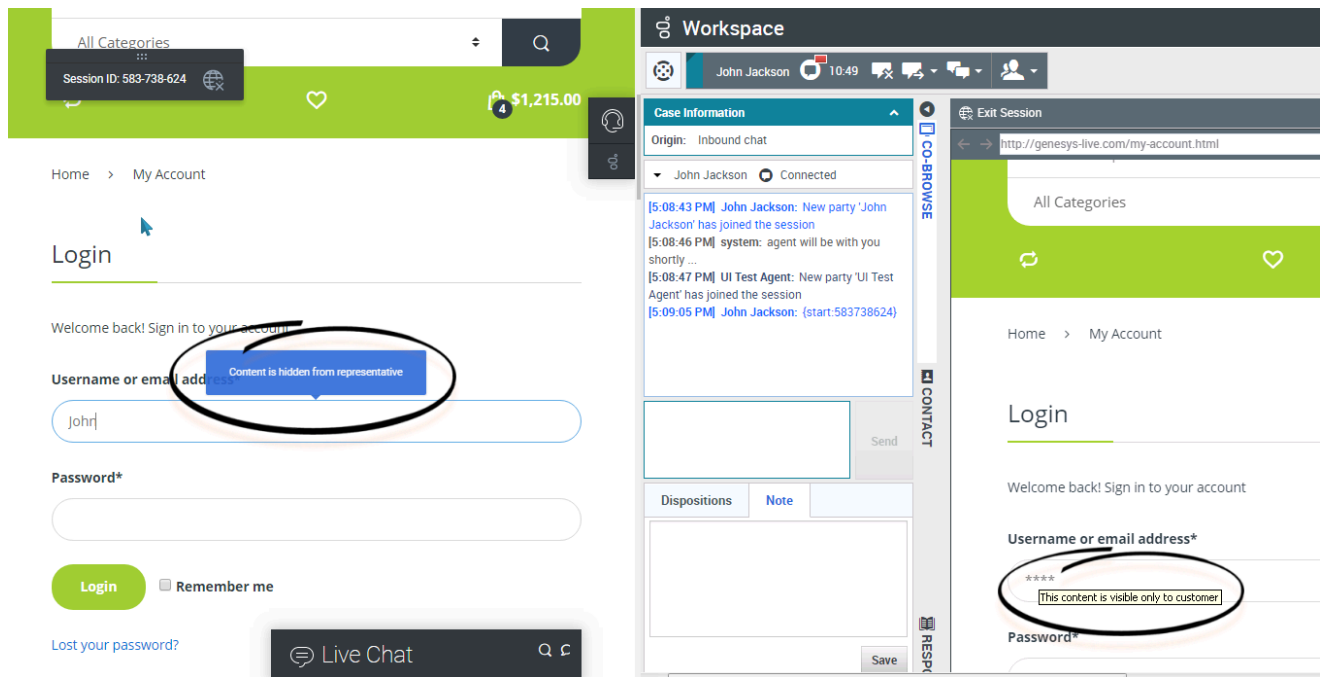 All Categories
Session ID: 583-738-624
4
$1,215.00
Home > My Account
Login
Welcome back! Sign in to your account
Content is hidden from representative
Username or email address*
John
Password*
Login
Remember me
Lost your password?
Live Chat
Workspace
John Jackson
10:49
Case Information
Origin: Inbound chat
John Jackson Connected
[5:08:43 PM] John Jackson: New party 'John
Jackson' has joined the session
[5:08:46 PM] system: agent will be with you
shortly ...
[5:08:47 PM] UI Test Agent: New party 'UI Test
Agent' has joined the session
[5:09:05 PM] John Jackson: {start:583738624}
Send
Dispositions
Note
Save
CO-BROWSE
CONTACT
RESP
Exit Session
http://genesys-live.com/my-account.html
All Categories
Home > My Account
Login
Welcome back! Sign in to your account
Username or email address*
****
This content is visible only to customer
Password*